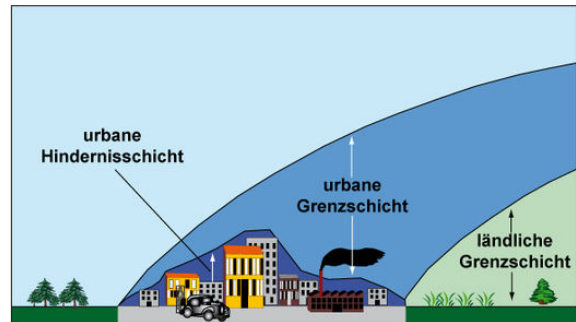 urbane
Hindernisschicht
urbane
Grenzschicht
ländliche
Grenzschicht